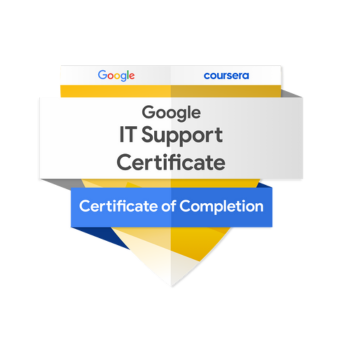 Google coursera
Google
IT Support
Certificate
Certificate of Completion